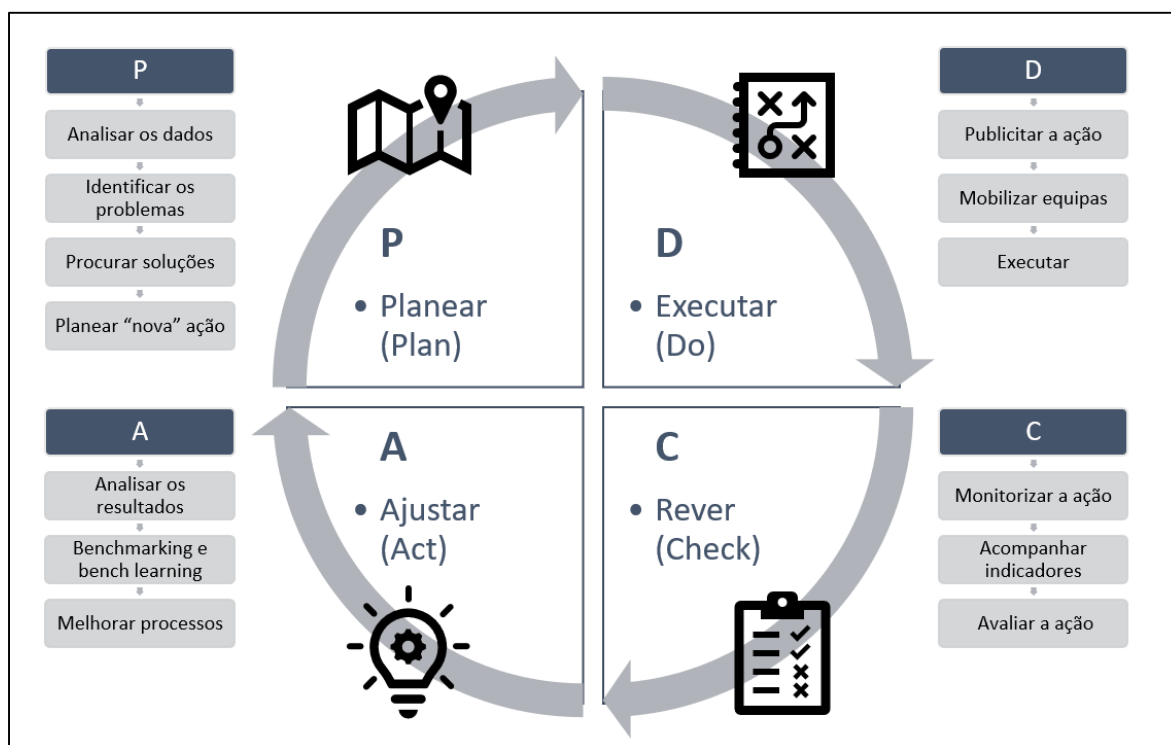 P
Analisar os dados
Identificar os
problemas
Procurar soluções
Planear “nova” ação
D
Publicitar a ação
Mobilizar equipas
Executar
P
• Planear
(Plan)
D
• Executar
(Do)
A
• Ajustar
(Act)
C
• Rever
(Check)
A
Analisar os
resultados
Benchmarking e
bench learning
Melhorar processos
C
Monitorizar a ação
Acompanhar
indicadores
Avaliar a ação